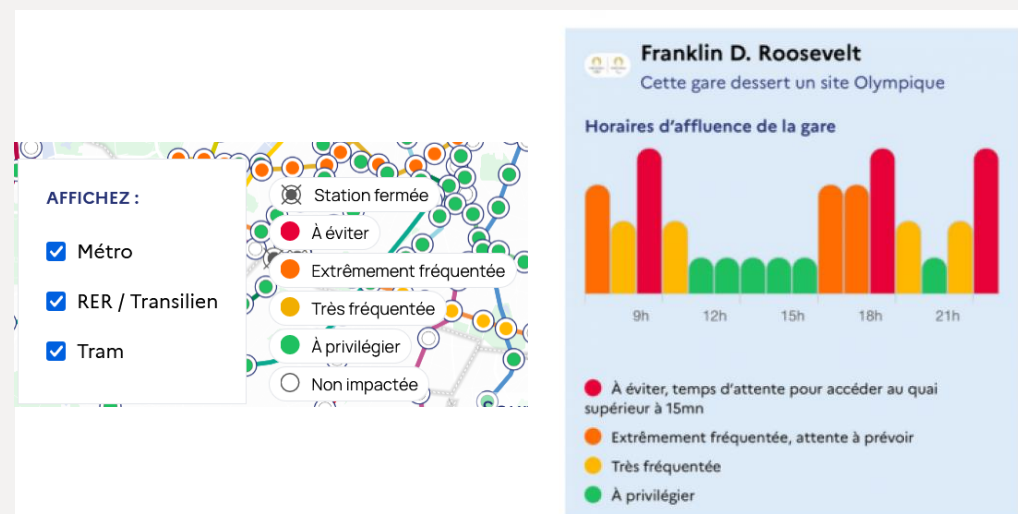 AFFICHEZ :
Métro
RER / Transilien
Tram
Station fermée
À éviter
Extrêmement fréquentée
Très fréquentée
À privilégier
Non impactée
Franklin D. Roosevelt
Cette gare dessert un site Olympique
Horaires d'affluence de la gare
9h 12h 15h 18h 21h
À éviter, temps d'attente pour accéder au quai
supérieur à 15mn
Extrêmement fréquentée, attente à prévoir
Très fréquentée
À privilégier